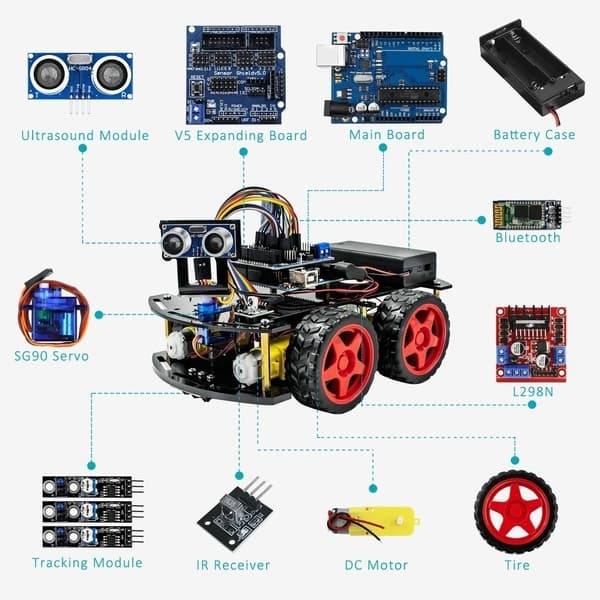 HC-SR04
Sensor Shield V5.0
Ultrasound Module
V5 Expanding Board
Main Board
Battery Case
Bluetooth
SG90 Servo
L298N
Tracking Module
IR Receiver
DC Motor
Tire